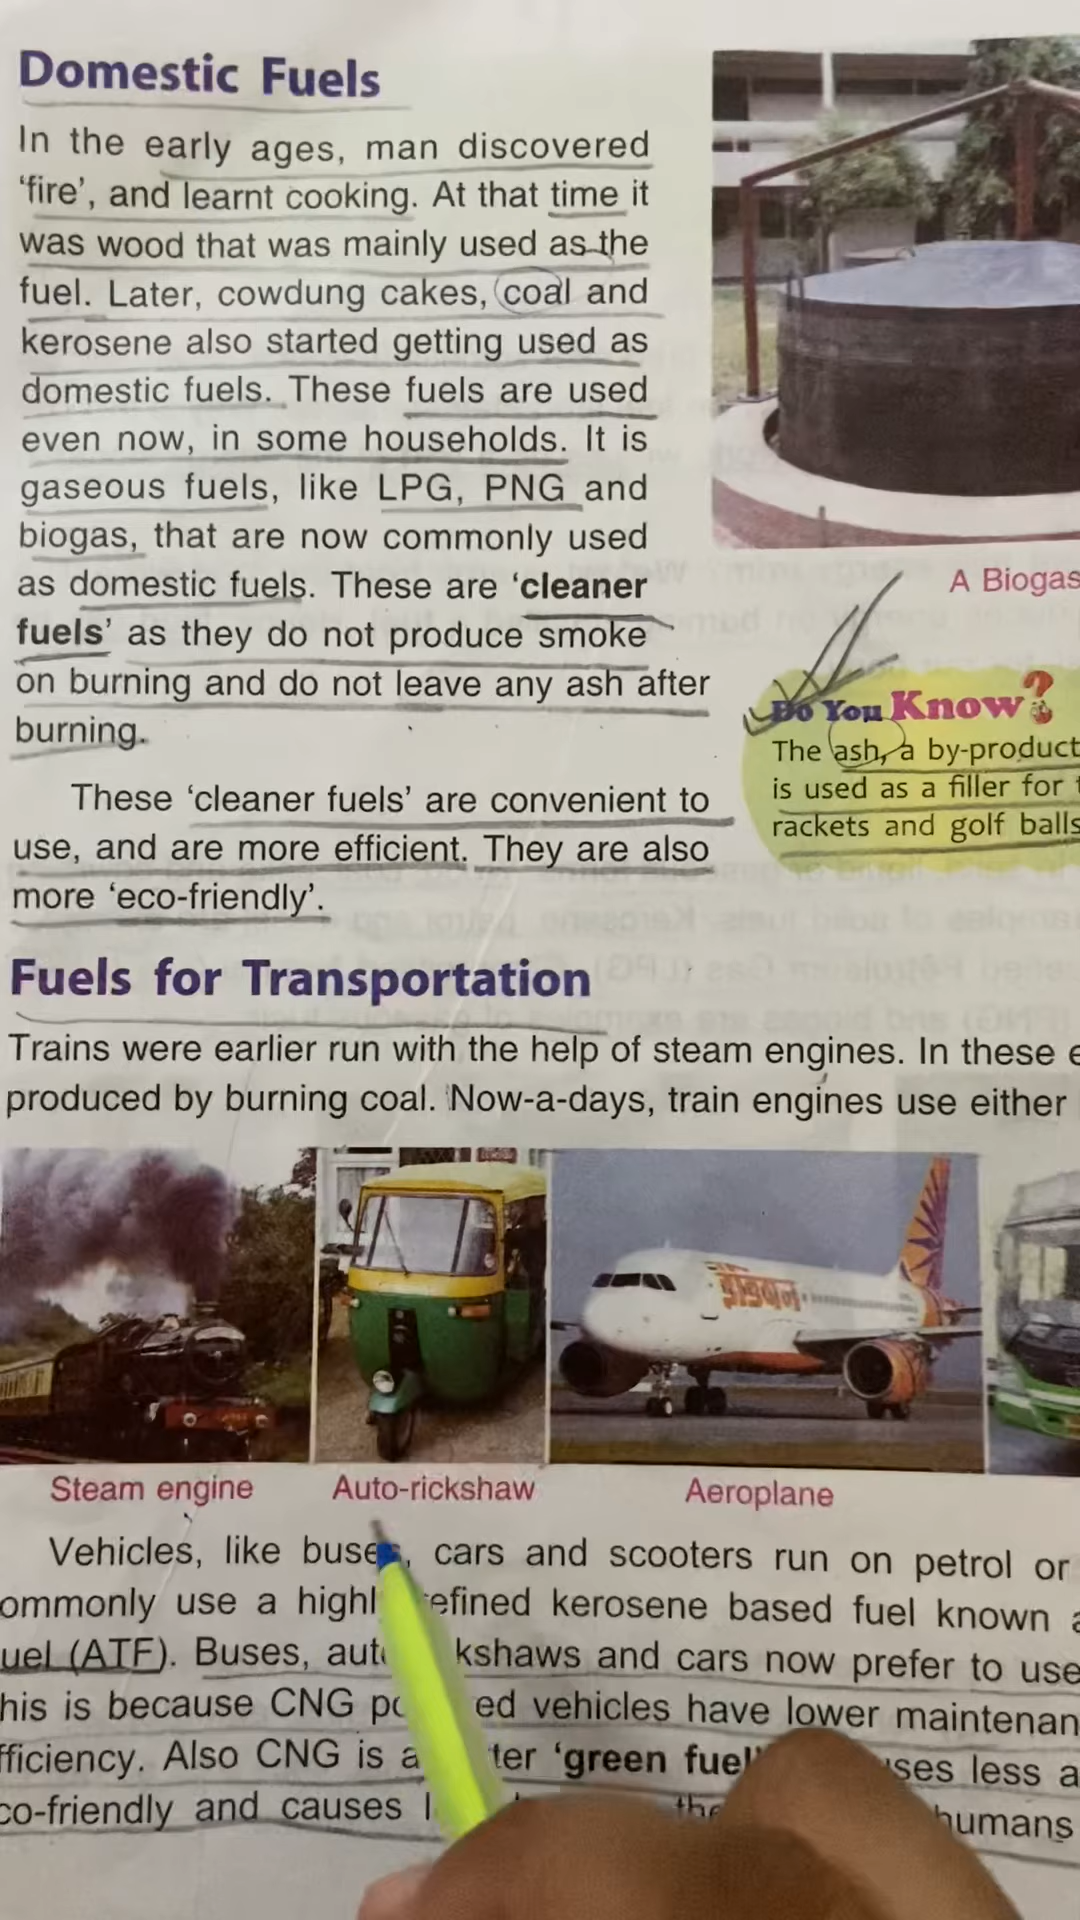 Domestic Fuels
In the early ages, man discovered
‘fire’, and learnt cooking. At that time it
was wood that was mainly used as the
fuel. Later, cowdung cakes, coal and
kerosene also started getting used as
domestic fuels. These fuels are used
even now, in some households. It is
gaseous fuels, like LPG, PNG and
biogas, that are now commonly used
as domestic fuels. These are ‘cleaner
fuels’ as they do not produce smoke
on burning and do not leave any ash after
burning.
These ‘cleaner fuels’ are convenient to
use, and are more efficient. They are also
more ‘eco-friendly’.
A Biogas
Do You Know?
The ash, a by-product
is used as a filler for
rackets and golf balls
Fuels for Transportation
Trains were earlier run with the help of steam engines. In these
produced by burning coal. Now-a-days, train engines use either
Steam engine
Auto-rickshaw
Aeroplane
Vehicles, like buses, cars and scooters run on petrol or
ommonly use a highl efined kerosene based fuel known
uel (ATF). Buses, aut kshaws and cars now prefer to use
his is because CNG po ed vehicles have lower maintenan
fficiency. Also CNG is a ter ‘green fuel’ ses less a
co-friendly and causes the humans